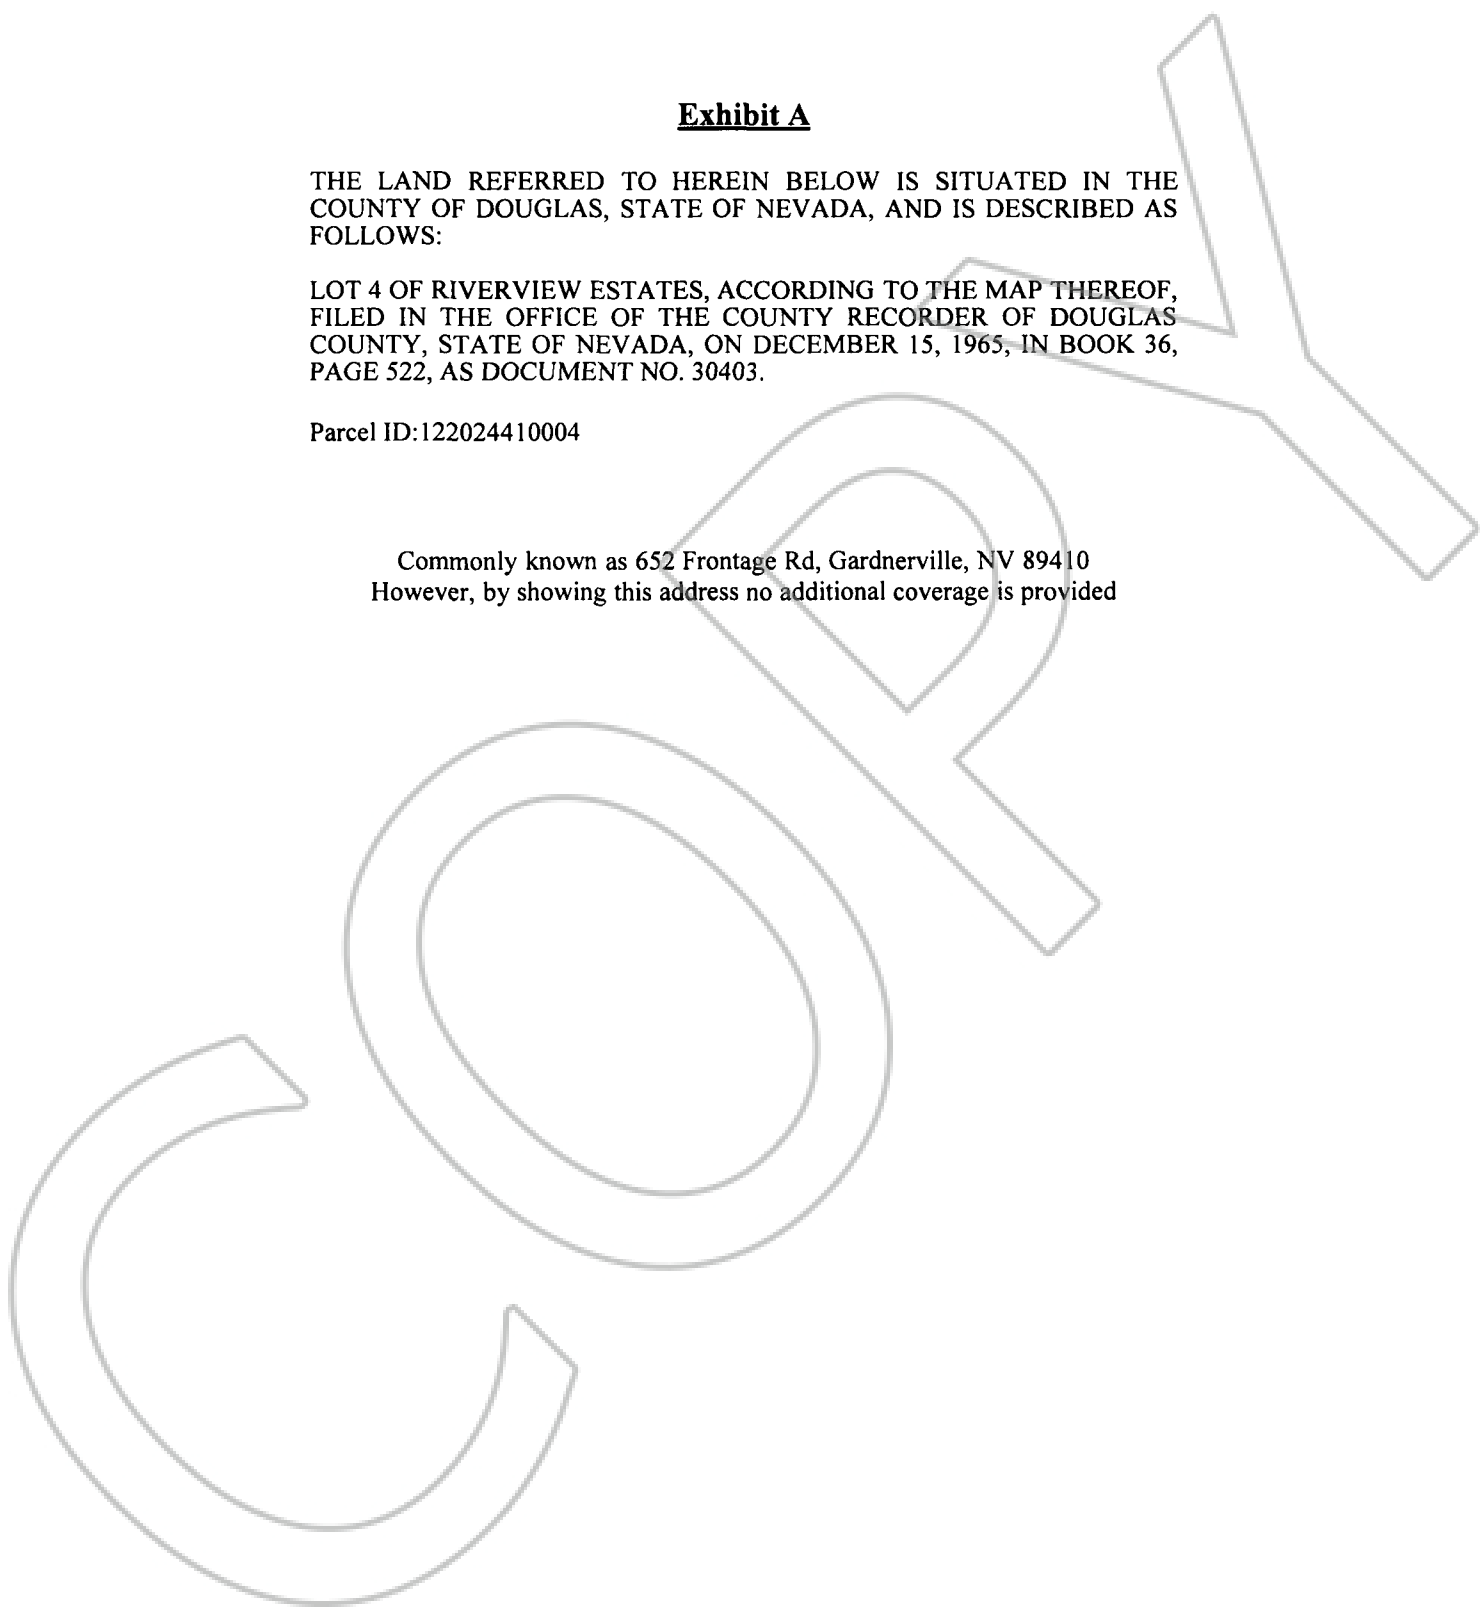 Exhibit A
THE LAND REFERRED TO HEREIN BELOW IS SITUATED IN THE
COUNTY OF DOUGLAS, STATE OF NEVADA, AND IS DESCRIBED AS
FOLLOWS:
LOT 4 OF RIVERVIEW ESTATES, ACCORDING TO THE MAP THEREOF,
FILED IN THE OFFICE OF THE COUNTY RECORDER OF DOUGLAS
COUNTY, STATE OF NEVADA, ON DECEMBER 15, 1965, IN BOOK 36,
PAGE 522, AS DOCUMENT NO. 30403.
Parcel ID:122024410004
Commonly known as 652 Frontage Rd, Gardnerville, NV 89410
However, by showing this address no additional coverage is provided
COPY